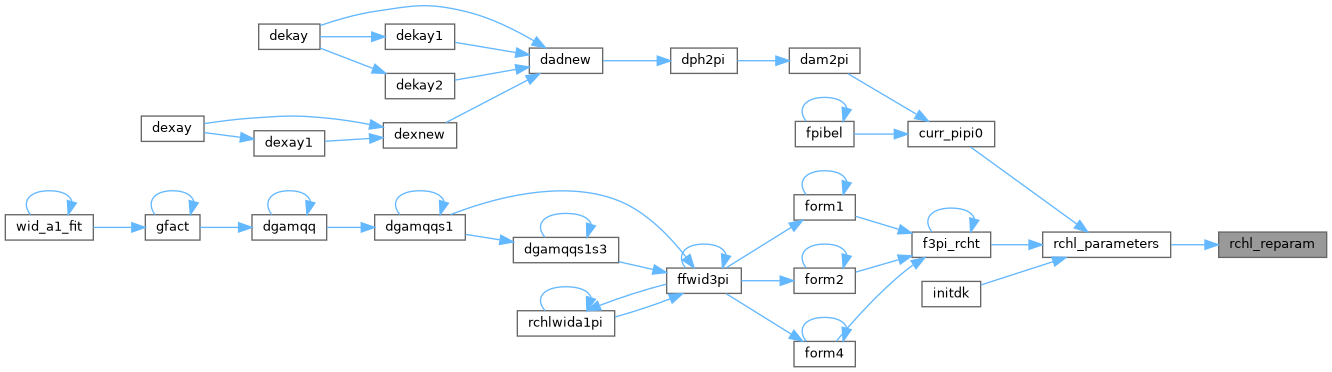 dekay
dekay1
dekay2
dadnew
dph2pi
dam2pi
dexay
dexay1
dexnew
fpibel
curr_pipi0
wid_a1_fit
gfact
dgamqq
dgamqqs1
dgamqqs1s3
rchlwida1pi
ffwid3pi
form1
form2
form4
f3pi_rcht
initdk
rchl_parameters
rchl_reparam